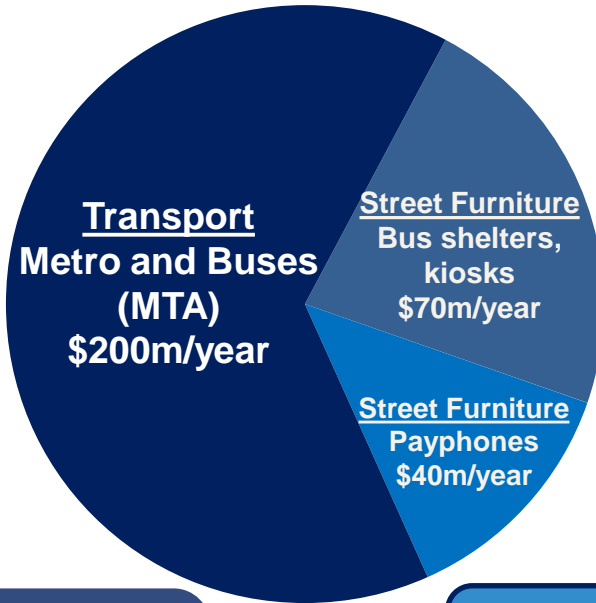 Transport
Metro and Buses
(MTA)
$200m/year
Street Furniture
Bus shelters,
kiosks
$70m/year
Street Furniture
Payphones
$40m/year